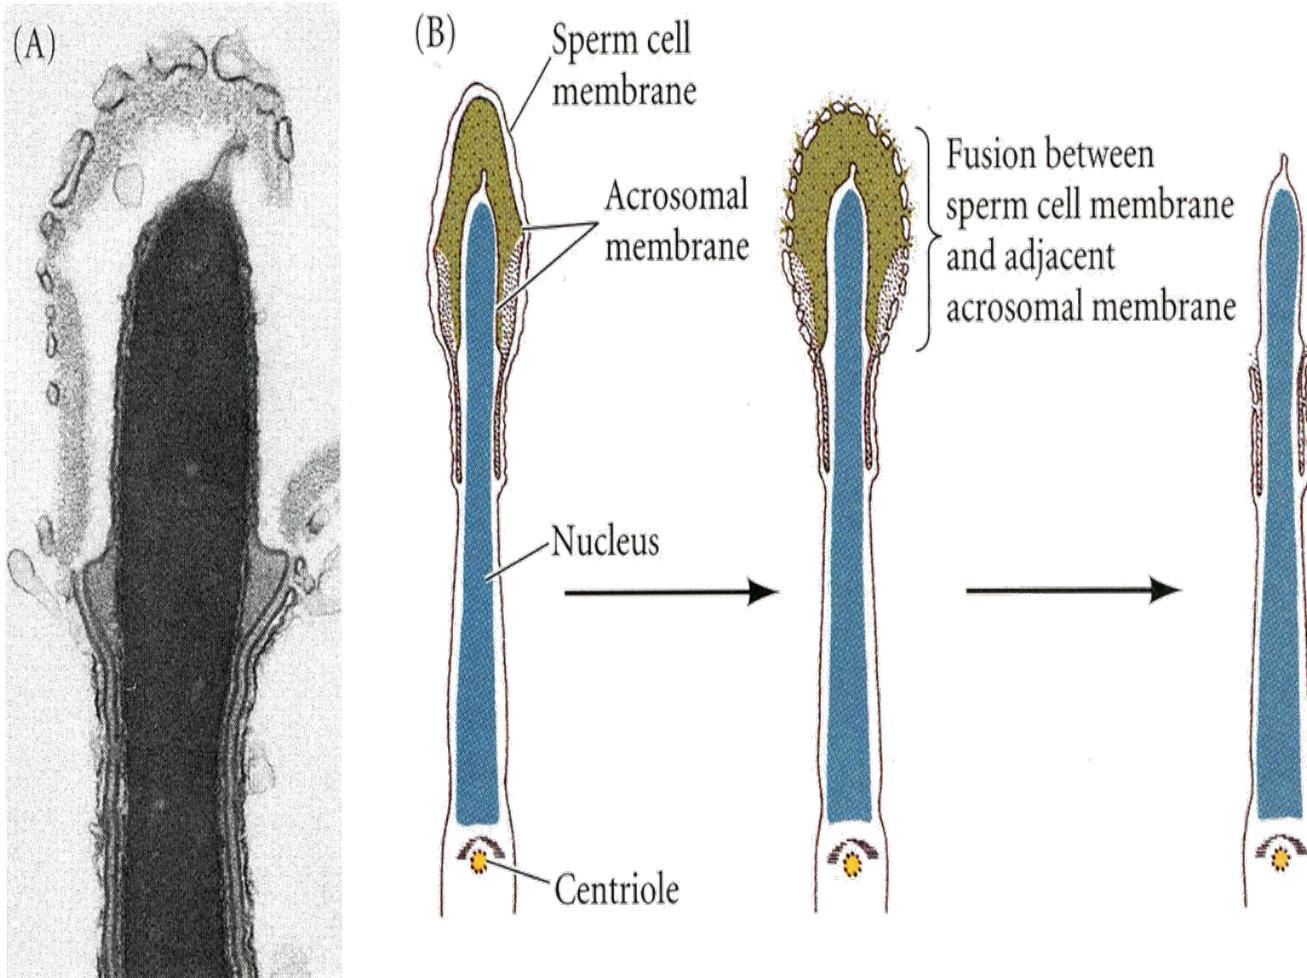 (A)
(B)
Sperm cell
membrane
Acrosomal
membrane
Fusion between
sperm cell membrane
and adjacent
acrosomal membrane
Nucleus
Centriole